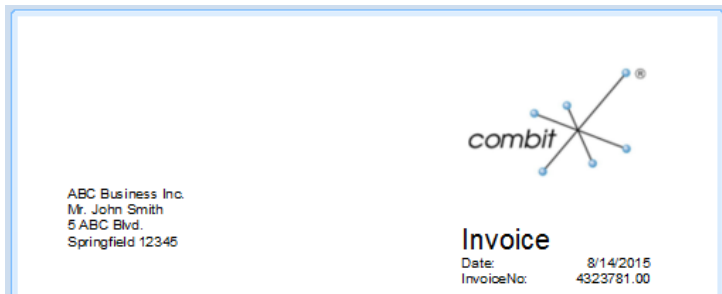 combit ®
ABC Business Inc.
Mr. John Smith
5 ABC Blvd.
Springfield 12345
Invoice
Date: 8/14/2015
InvoiceNo: 4323781.00